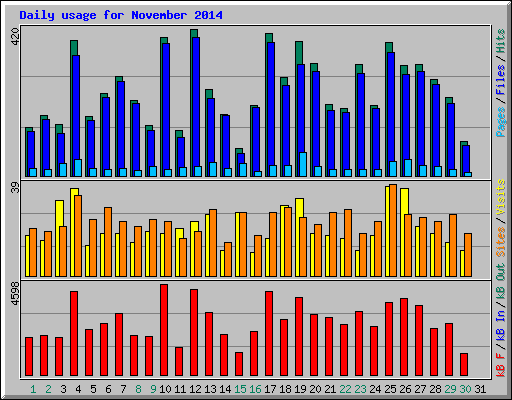 Daily usage for November 2014
420
Pages / Files / Hits
39
Sites / Visits
4598
kB F / kB In / kB Out
1 2 3 4 5 6 7 8 9 10 11 12 13 14 15 16 17 18 19 20 21 22 23 24 25 26 27 28 29 30 31